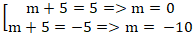 m + 5 = 5 => m = 0
m + 5 = −5 => m = −10